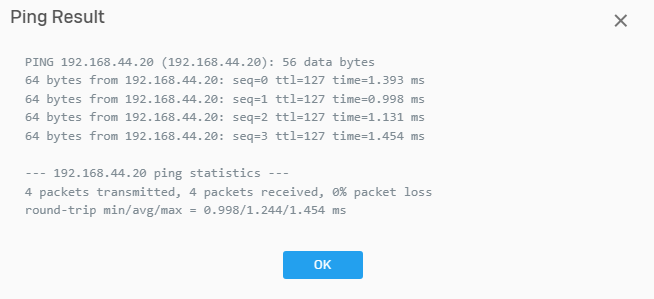 Ping Result
PING 192.168.44.20 (192.168.44.20): 56 data bytes
64 bytes from 192.168.44.20: seq=0 ttl=127 time=1.393 ms
64 bytes from 192.168.44.20: seq=1 ttl=127 time=0.998 ms
64 bytes from 192.168.44.20: seq=2 ttl=127 time=1.131 ms
64 bytes from 192.168.44.20: seq=3 ttl=127 time=1.454 ms
--- 192.168.44.20 ping statistics ---
4 packets transmitted, 4 packets received, 0% packet loss
round-trip min/avg/max = 0.998/1.244/1.454 ms
OK